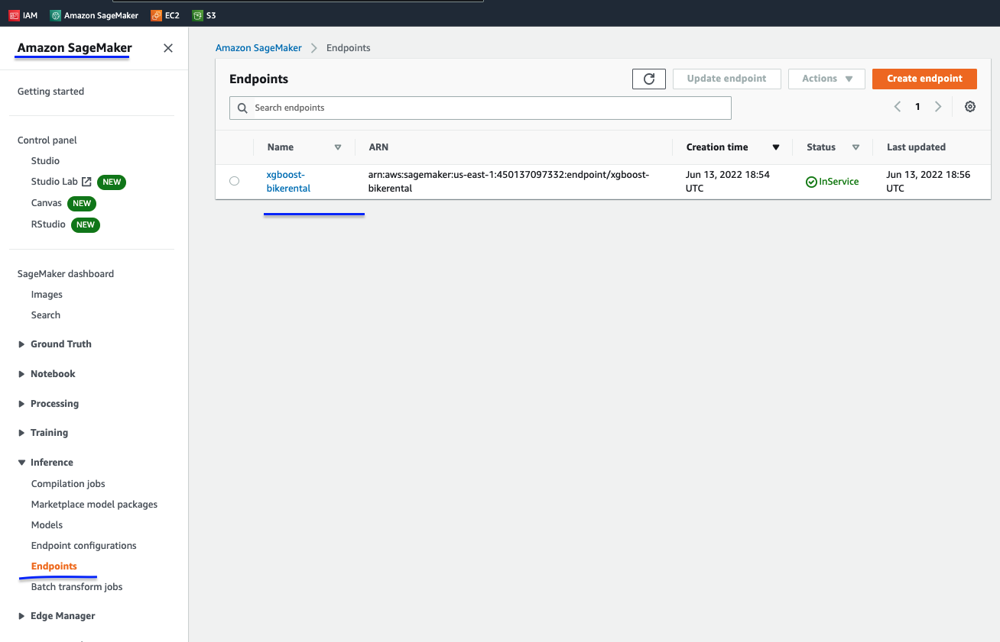 IAM Amazon SageMaker EC2 S3
Amazon SageMaker
Getting started
Control panel
Studio
Studio Lab NEW
Canvas NEW
RStudio NEW
SageMaker dashboard
Images
Search
Ground Truth
Notebook
Processing
Training
Inference
Compilation jobs
Marketplace model packages
Models
Endpoint configurations
Endpoints
Batch transform jobs
Edge Manager
Amazon SageMaker Endpoints
Endpoints
Update endpoint Actions Create endpoint
Search endpoints
1
Name ARN Creation time Status Last updated
xgboost- arn:aws:sagemaker:us-east-1:450137097332:endpoint/xgboost- Jun 13, 2022 18:54 InService Jun 13, 2022 18:56
bikerental bikerental UTC UTC